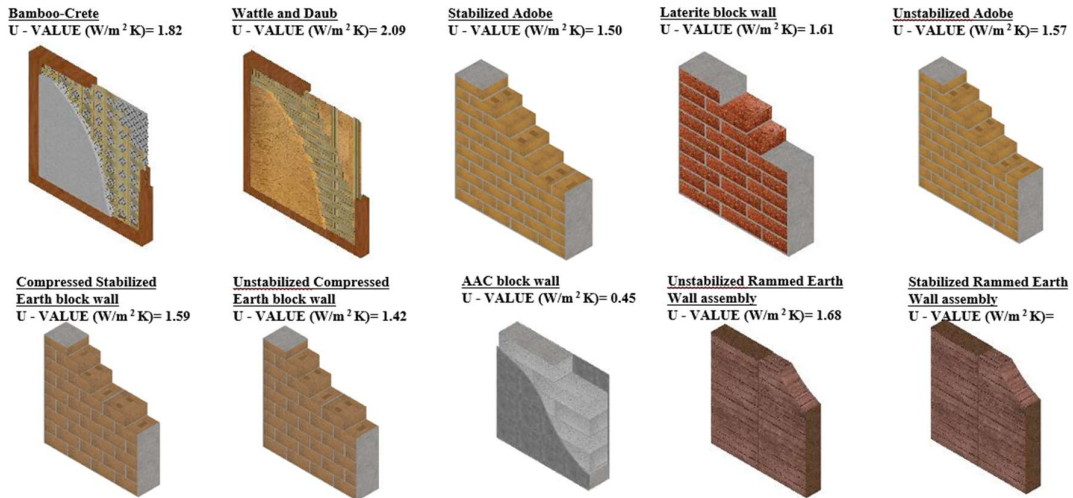 Bamboo-Crete
U - VALUE (W/m ² K)= 1.82
Wattle and Daub
U - VALUE (W/m ² K)= 2.09
Stabilized Adobe
U - VALUE (W/m ² K)= 1.50
Laterite block wall
U - VALUE (W/m ² K)= 1.61
Unstabilized Adobe
U - VALUE (W/m ² K)= 1.57
Compressed Stabilized
Earth block wall
U - VALUE (W/m ² K)= 1.59
Unstabilized Compressed
Earth block wall
U - VALUE (W/m ² K)= 1.42
AAC block wall
U - VALUE (W/m ² K)= 0.45
Unstabilized Rammed Earth
Wall assembly
U - VALUE (W/m ² K)= 1.68
Stabilized Rammed Earth
Wall assembly
U - VALUE (W/m ² K)=